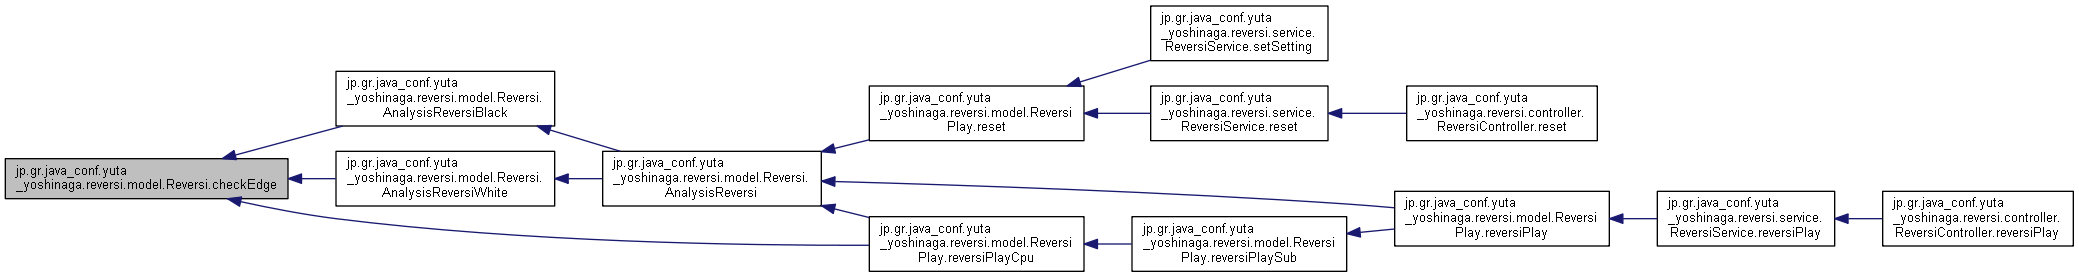 jp.gr.java_conf.yuta
_yoshinaga.reversi.model.Reversi.checkEdge
jp.gr.java_conf.yuta
_yoshinaga.reversi.model.Reversi.
AnalysisReversiBlack
jp.gr.java_conf.yuta
_yoshinaga.reversi.model.Reversi.
AnalysisReversiWhite
jp.gr.java_conf.yuta
_yoshinaga.reversi.model.Reversi.
AnalysisReversi
jp.gr.java_conf.yuta
_yoshinaga.reversi.model.Reversi
Play.reset
jp.gr.java_conf.yuta
_yoshinaga.reversi.model.Reversi
Play.reversiPlayCpu
jp.gr.java_conf.yuta
_yoshinaga.reversi.service.
ReversiService.setSetting
jp.gr.java_conf.yuta
_yoshinaga.reversi.service.
ReversiService.reset
jp.gr.java_conf.yuta
_yoshinaga.reversi.controller.
ReversiController.reset
jp.gr.java_conf.yuta
_yoshinaga.reversi.model.Reversi
Play.reversiPlaySub
jp.gr.java_conf.yuta
_yoshinaga.reversi.model.Reversi
Play.reversiPlay
jp.gr.java_conf.yuta
_yoshinaga.reversi.service.
ReversiService.reversiPlay
jp.gr.java_conf.yuta
_yoshinaga.reversi.controller.
ReversiController.reversiPlay